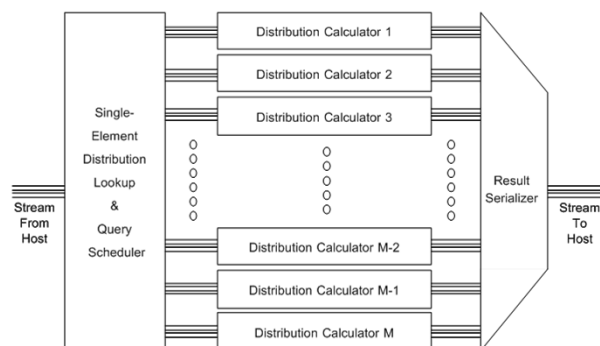 Distribution Calculator 1
Distribution Calculator 2
Distribution Calculator 3
Single-
Element
Distribution
Lookup
&
Query
Scheduler
Stream
From
Host
Result
Serializer
Stream
To
Host
Distribution Calculator M-2
Distribution Calculator M-1
Distribution Calculator M